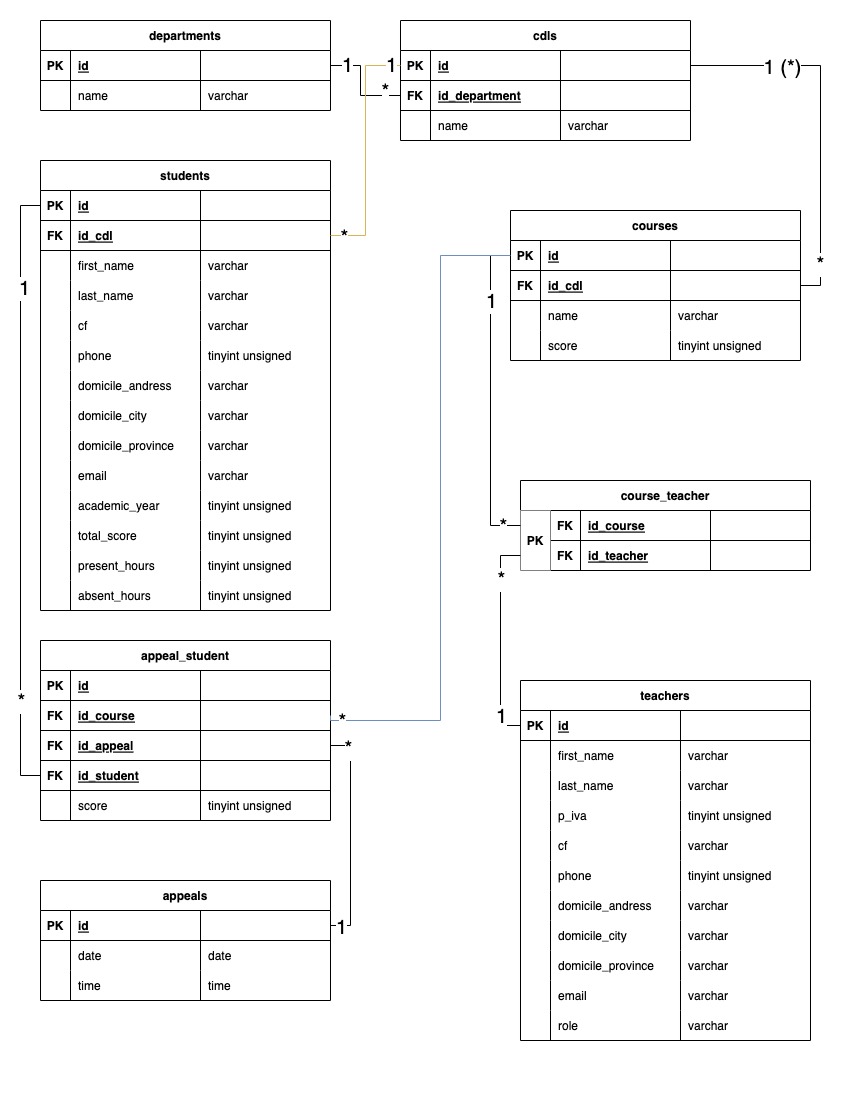 departments
PK id
name varchar
1
*
1
cdls
PK id
FK id_department
name varchar
1 (*)
*
students
PK id
FK id_cdl
first_name varchar
last_name varchar
cf varchar
phone tinyint unsigned
domicile_andress varchar
domicile_city varchar
domicile_province varchar
email varchar
academic_year tinyint unsigned
total_score tinyint unsigned
present_hours tinyint unsigned
absent_hours tinyint unsigned
*
1
*
courses
PK id
FK id_cdl
name varchar
score tinyint unsigned
1
*
course_teacher
PK
FK id_course
FK id_teacher
*
1
appeal_student
PK id
FK id_course
FK id_appeal
FK id_student
score tinyint unsigned
*
*
1
appeals
PK id
date date
time time
teachers
PK id
first_name varchar
last_name varchar
p_iva tinyint unsigned
cf varchar
phone tinyint unsigned
domicile_andress varchar
domicile_city varchar
domicile_province varchar
email varchar
role varchar